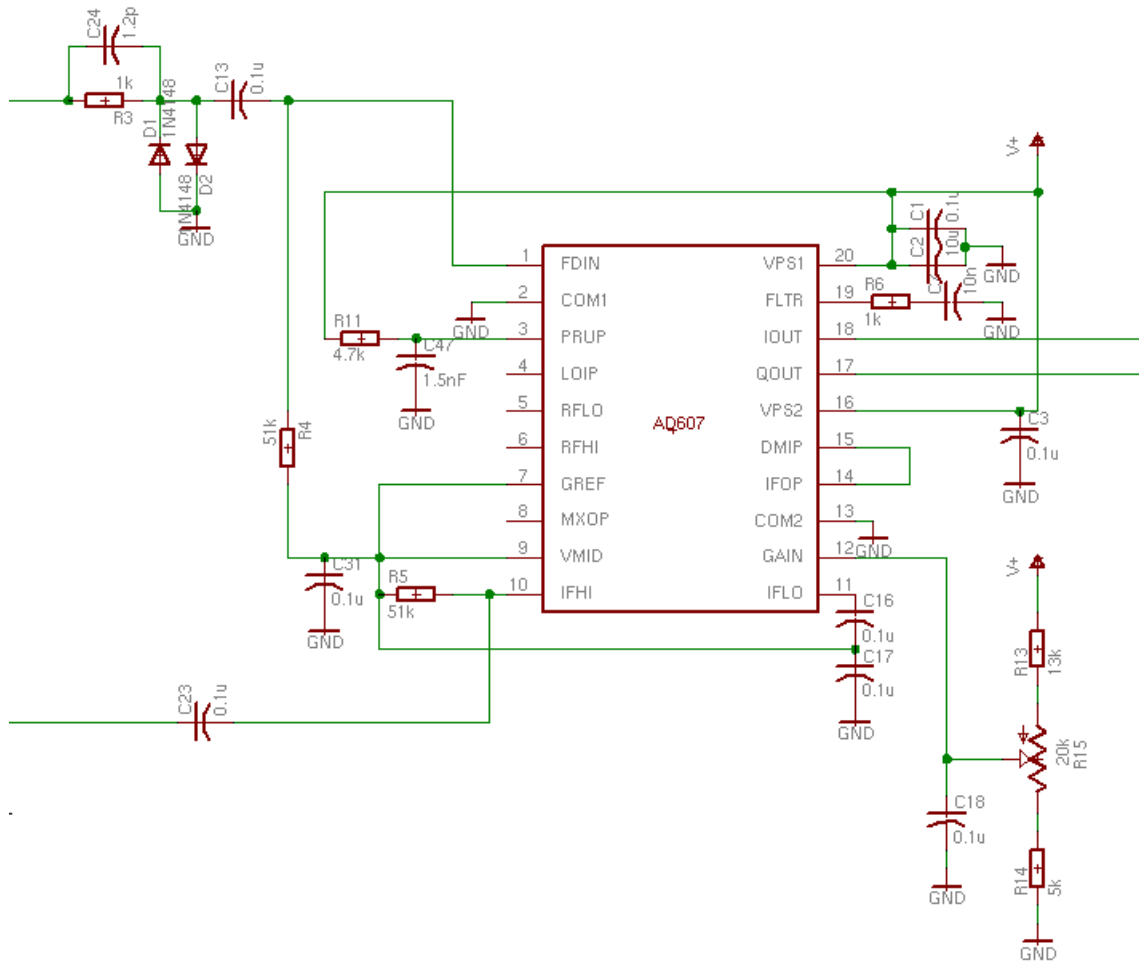 C24
1.2p
1k
R3
D1
1N4148
1N4148
D2
GND
C13
0.1u
V+
C1
0.1u
C2
10u
GND
1
FDIN
VPS1
20
2
COM1
FLTR
19
R6
1k
10n
GND
GND
R11
4.7k
3
PRUP
IOUT
18
C47
1.5nF
GND
4
LOIP
QOUT
17
5
RFLO
AD607
VPS2
16
C3
0.1u
GND
51k
R4
6
RFHI
DMIP
15
7
GREF
IFOP
14
8
MXOP
COM2
13
GND
9
VMID
GAIN
12
C31
0.1u
GND
R5
51k
10
IFHI
IFLO
11
C16
0.1u
C17
0.1u
GND
V+
R13
13k
C23
0.1u
20k
R15
C18
0.1u
GND
R14
5k
GND